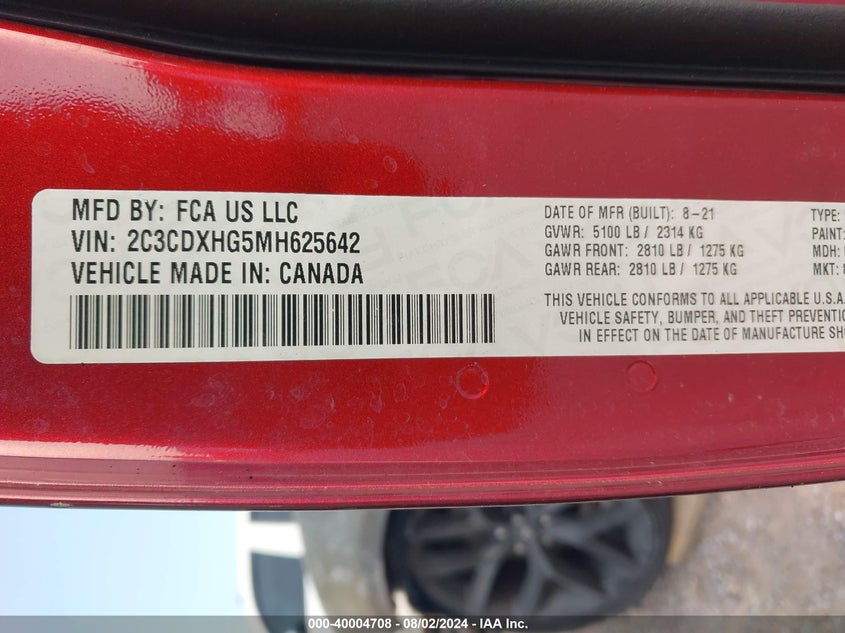 MFD BY: FCA US LLC
VIN: 2C3CDXHG5MH625642
VEHICLE MADE IN: CANADA
DATE OF MFR (BUILT): 8-21
GVWR: 5100 LB / 2314 KG
GAWR FRONT: 2810 LB / 1275 KG
GAWR REAR: 2810 LB / 1275 KG
TYPE:
PAINT:
MDH:
MKT:
THIS VEHICLE CONFORMS TO ALL APPLICABLE U.S.A.
VEHICLE SAFETY, BUMPER, AND THEFT PREVENTIO
IN EFFECT ON THE DATE OF MANUFACTURE SHO
000-40004708 - 08/02/2024 - IAA Inc.